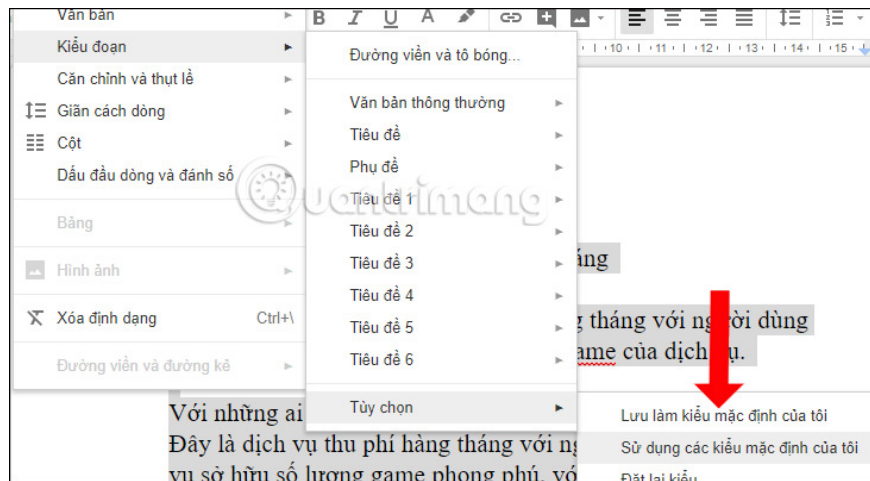 Văn bản
B I U A
10 11 12 13 14 15
Kiểu đoạn
Căn chỉnh và thụt lề
Giãn cách dòng
Cột
Dấu đầu dòng và đánh số
Bảng
Hình ảnh
Xóa định dạng Ctrl+\
Đường viền và đường kẻ
Đường viền và tô bóng...
Văn bản thông thường
Tiêu đề
Phụ đề
Tiêu đề 1
Tiêu đề 2
Tiêu đề 3
Tiêu đề 4
Tiêu đề 5
Tiêu đề 6
Tùy chọn
Lưu làm kiểu mặc định của tôi
Sử dụng các kiểu mặc định của tôi
Đặt lại kiểu
Quantrimang
áng
tháng với người dùng
ame của dịch vụ.
Với những ai
Đây là dịch vụ thu phí hàng tháng với
vụ sở hữu số lượng game phong phú, vớ